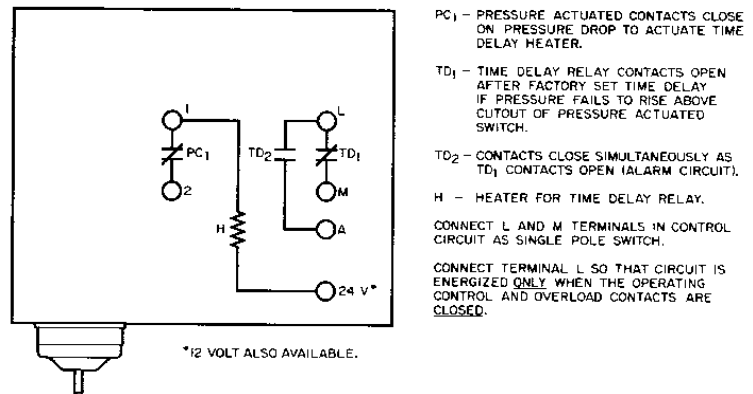 PC1 – PRESSURE ACTUATED CONTACTS CLOSE
ON PRESSURE DROP TO ACTUATE TIME
DELAY HEATER.
TD1 – TIME DELAY RELAY CONTACTS OPEN
AFTER FACTORY SET TIME DELAY
IF PRESSURE FAILS TO RISE ABOVE
CUTOUT OF PRESSURE ACTUATED
SWITCH.
TD2 – CONTACTS CLOSE SIMULTANEOUSLY AS
TD1 CONTACTS OPEN (ALARM CIRCUIT).
H – HEATER FOR TIME DELAY RELAY.
CONNECT L AND M TERMINALS IN CONTROL
CIRCUIT AS SINGLE POLE SWITCH.
CONNECT TERMINAL L SO THAT CIRCUIT IS
ENERGIZED ONLY WHEN THE OPERATING
CONTROL AND OVERLOAD CONTACTS ARE
CLOSED.
1
L
PC1
TD2
TD1
2
M
H
A
24 V*
*12 VOLT ALSO AVAILABLE.